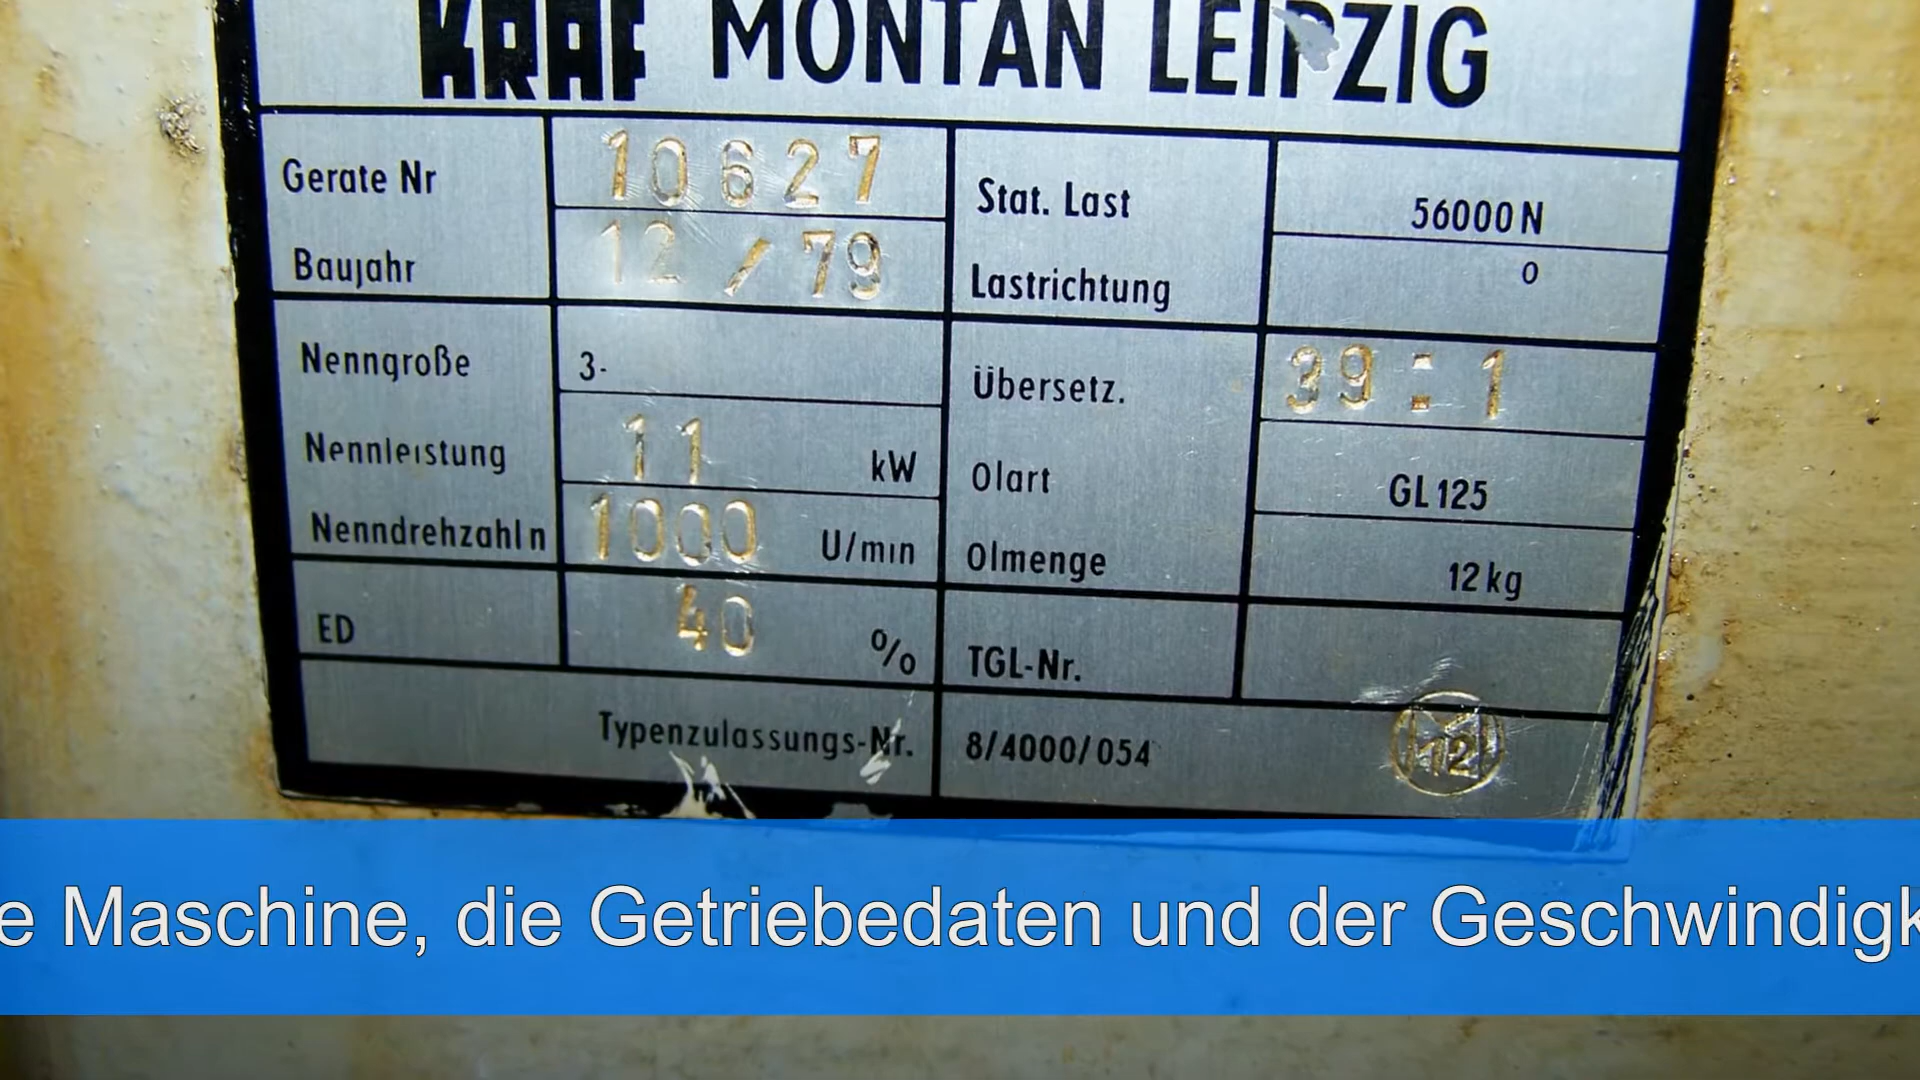 KRAF MONTAN LEIPZIG
Gerate Nr 10627
Baujahr 12/79
Stat. Last 56000 N
Lastrichtung 0
Nenngroße 3-
Nennleistung 11 kW
Nenndrehzahl n 1000 U/min
Übersetz. 39:1
Olart GL 125
Olmenge 12 kg
ED 40 %
TGL-Nr.
Typenzulassungs-Nr. 8/4000/054
12
e Maschine, die Getriebedaten und der Geschwindigk